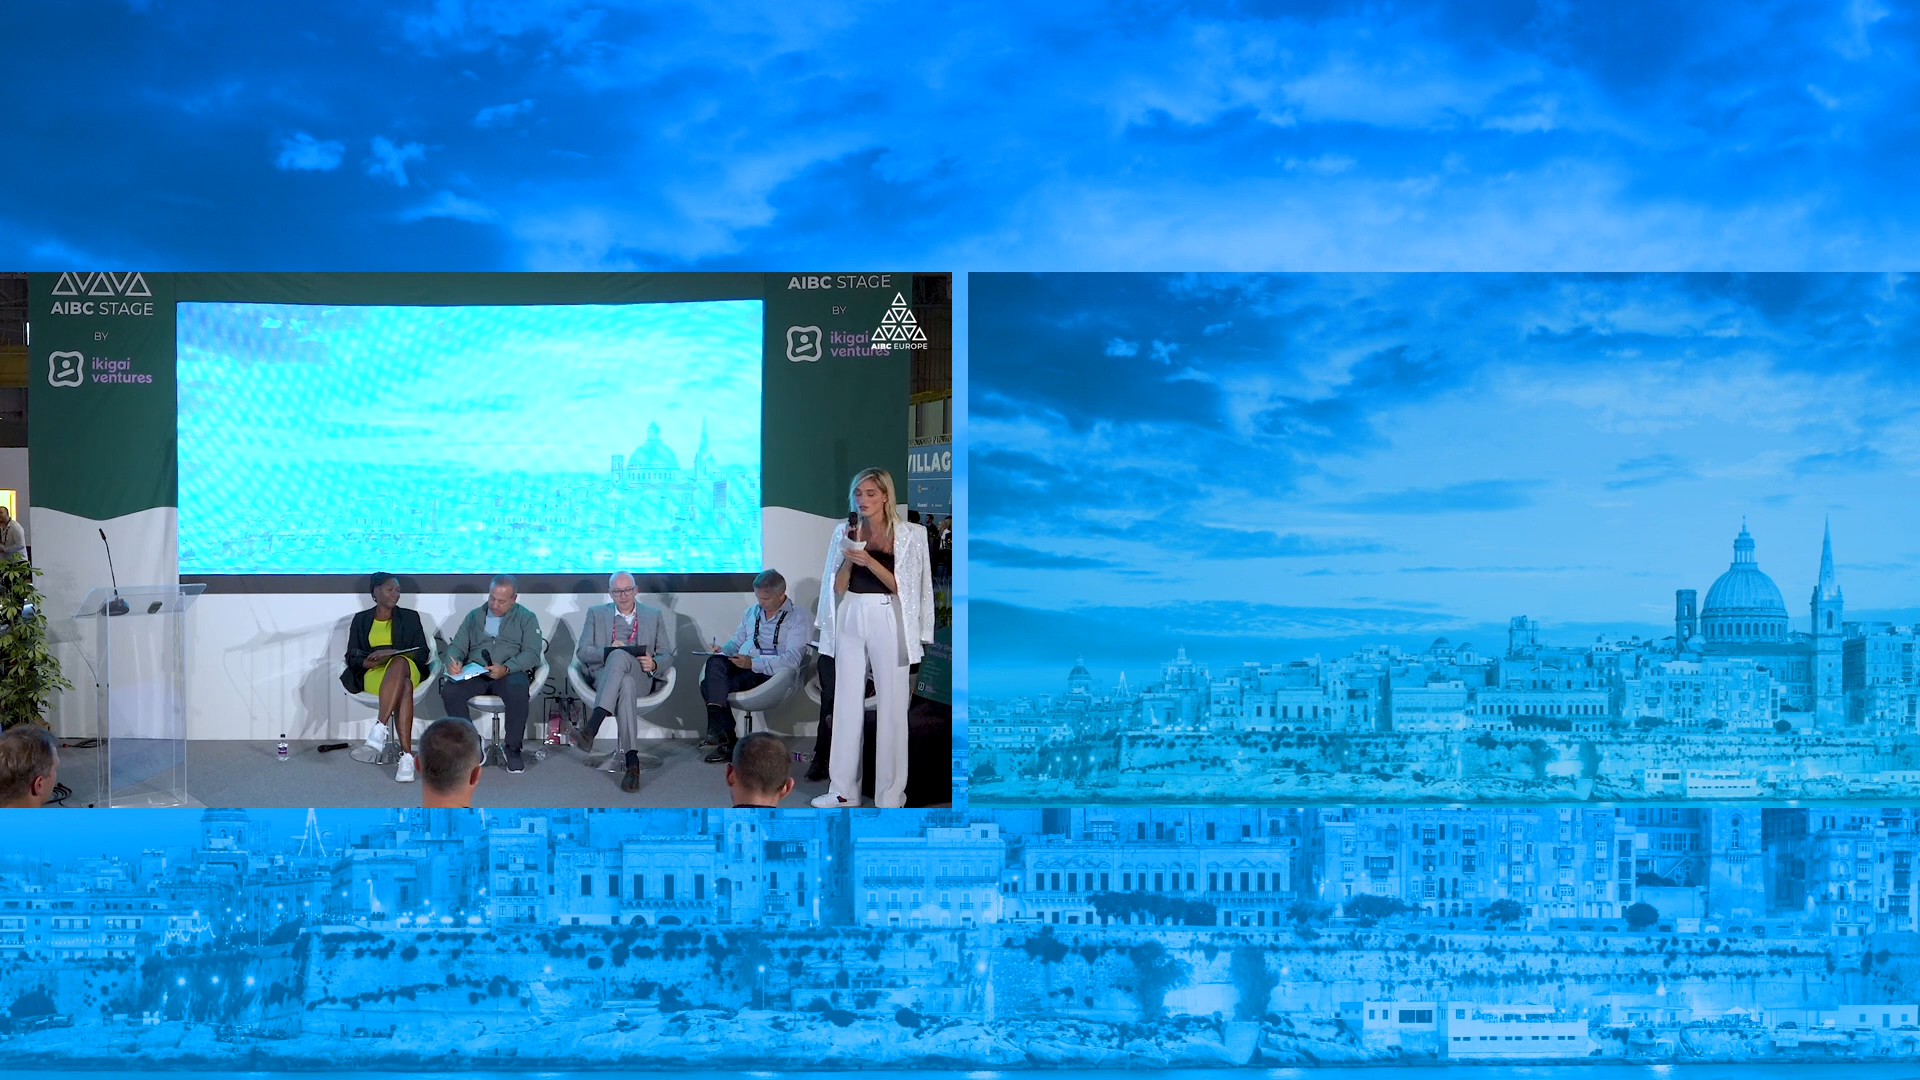 AIBC STAGE
BY
ikigai
ventures
AIBC STAGE
BY
ikigai
ventures
AIBC EUROPE
VILLAG